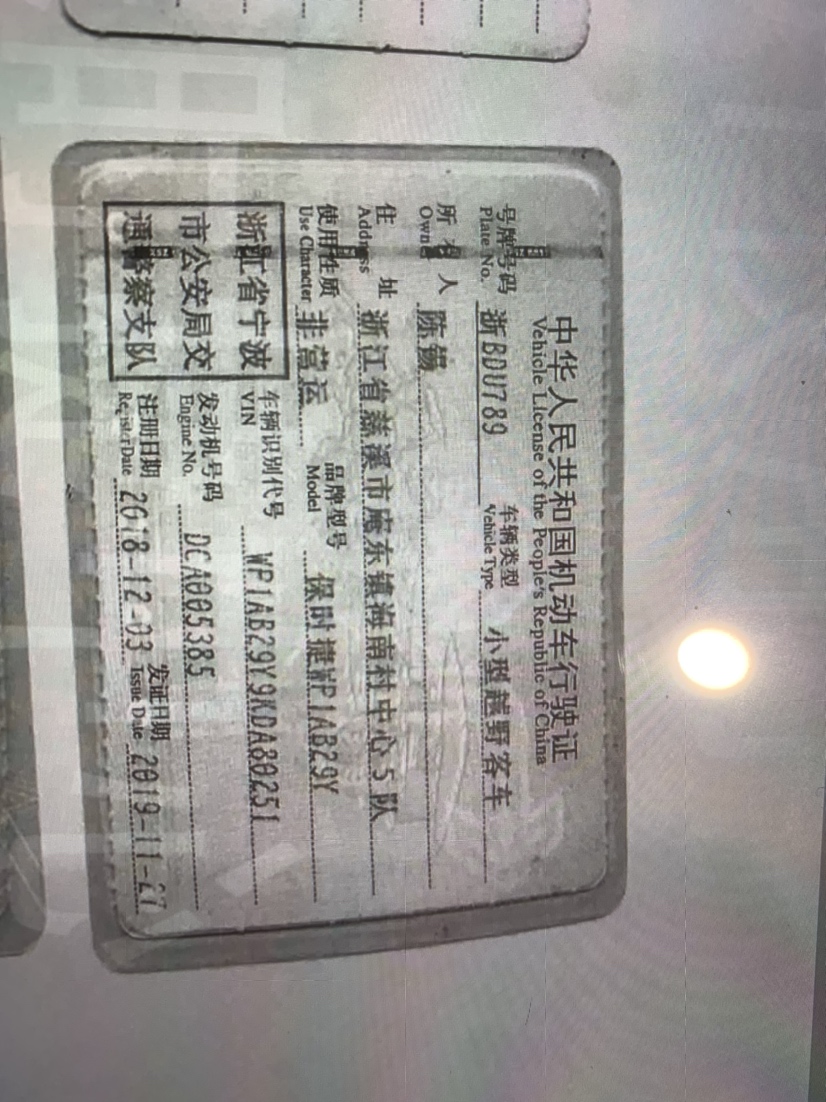 中华人民共和国机动车行驶证
Vehicle License of the People's Republic of China
号牌号码 浙BDU789 车辆类型 小型越野客车
Plate No. Vehicle Type
所有人 陈锡
Owner
住址 浙江省慈溪市庵东镇海南村中心5队
Address
使用性质 非营运 品牌型号 保时捷WP1AB29Y
Use Character Model
浙江省宁波
市公安局交
通警察支队
车辆识别代号 WP1AB29Y9KDA80251
VIN
发动机号码 DCA005385
Engine No.
注册日期 2018-12-03 发证日期 2019-11-27
Register Date Issue Date